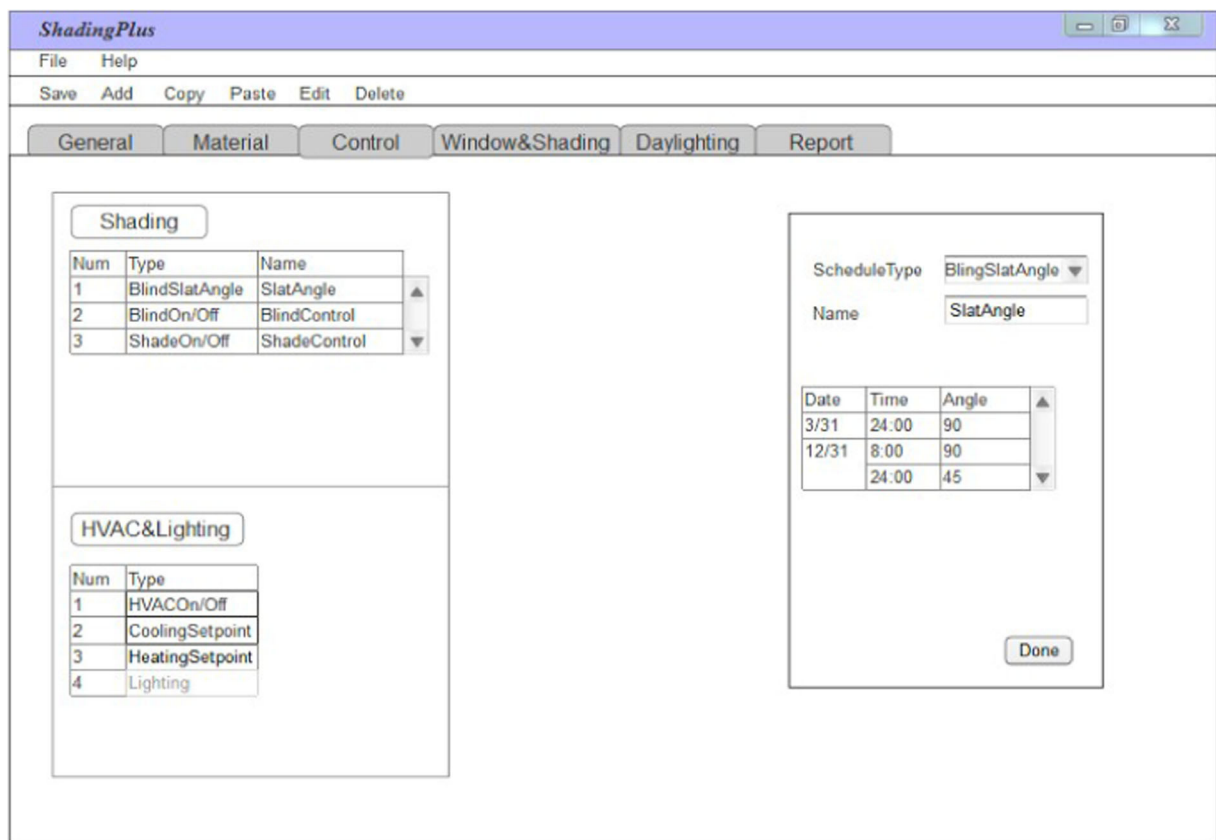 ShadingPlus
File Help
Save Add Copy Paste Edit Delete
General Material Control Window&Shading Daylighting Report
Shading
Num Type Name
1 BlindSlatAngle SlatAngle
2 BlindOn/Off BlindControl
3 ShadeOn/Off ShadeControl
HVAC&Lighting
Num Type
1 HVACOn/Off
2 CoolingSetpoint
3 HeatingSetpoint
4 Lighting
ScheduleType BlingSlatAngle
Name SlatAngle
Date Time Angle
3/31 24:00 90
12/31 8:00 90
24:00 45
Done